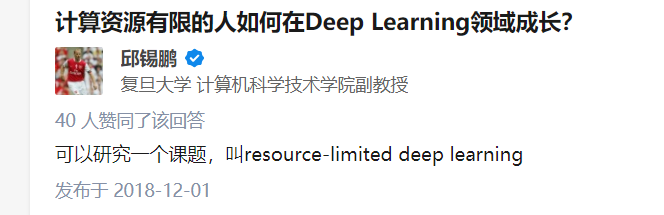 计算资源有限的人如何在Deep Learning领域成长？
邱锡鹏
复旦大学 计算机科学技术学院副教授
40 人赞同了该回答
可以研究一个课题，叫resource-limited deep learning
发布于 2018-12-01